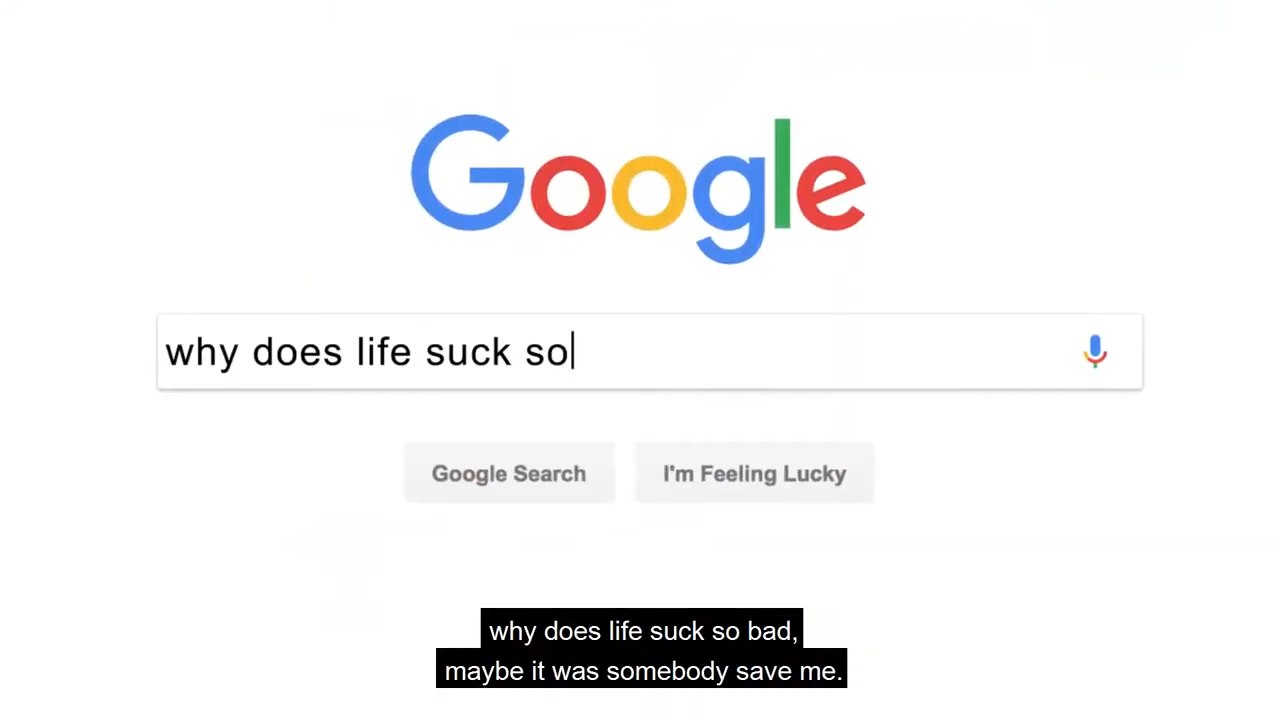 Google
why does life suck so
Google Search
I'm Feeling Lucky
why does life suck so bad,
maybe it was somebody save me.